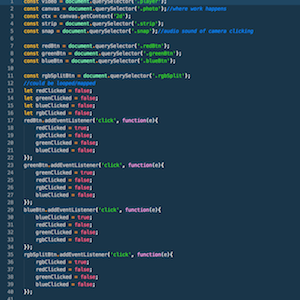 1 const video = document.querySelector('.player');
2 const canvas = document.querySelector('.photo');//where work happens
3 const ctx = canvas.getContext('2d');
4 const strip = document.querySelector('.strip');
5 const snap = document.querySelector('.snap');//audio sound of camera clicking
6
7 const redBtn = document.querySelector('.redBtn');
8 const greenBtn = document.querySelector('.greenBtn');
9 const blueBtn = document.querySelector('.blueBtn');
10
11 const rgbSplitBtn = document.querySelector('.rgbSplit');
12 //could be looped/mapped
13 let redClicked = false;
14 let greenClicked = false;
15 let rgbClicked = false;
16 let blueClicked = false;
17 redBtn.addEventListener('click', function(e){
18 redClicked = true;
19 rgbClicked = false;
20 greenClicked = false;
21 blueClicked = false;
22 });
23 greenBtn.addEventListener('click', function(e){
24 greenClicked = true;
25 redClicked = false;
26 rgbClicked = false;
27 blueClicked = false;
28 });
29 blueBtn.addEventListener('click', function(e){
30 blueClicked = true;
31 redClicked = false;
32 greenClicked = false;
33 rgbClicked = false;
34 });
35 rgbSplitBtn.addEventListener('click', function(e){
36 rgbClicked = true;
37 redClicked = false;
38 greenClicked = false;
39 blueClicked = false;
40 });